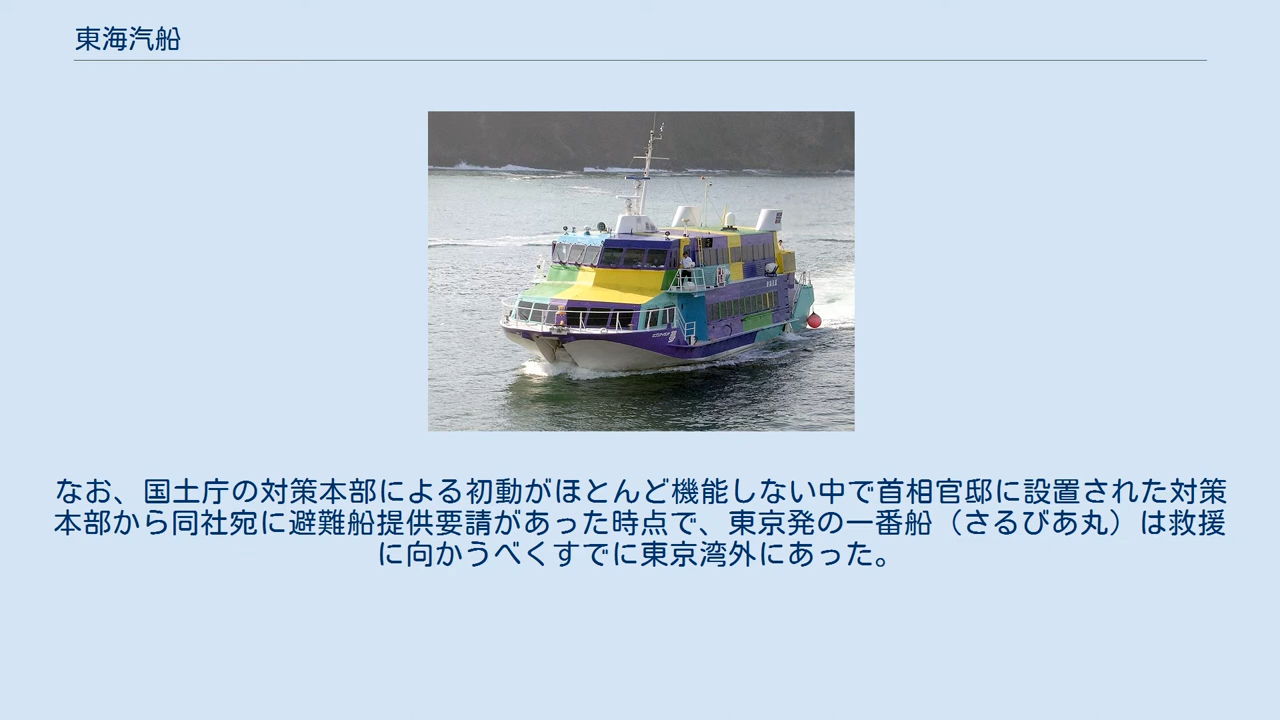 東海汽船
なお、国土庁の対策本部による初動がほとんど機能しない中で首相官邸に設置された対策
本部から同社宛に避難船提供要請があった時点で、東京発の一番船（さるびあ丸）は救援
に向かうべくすでに東京湾外にあった。